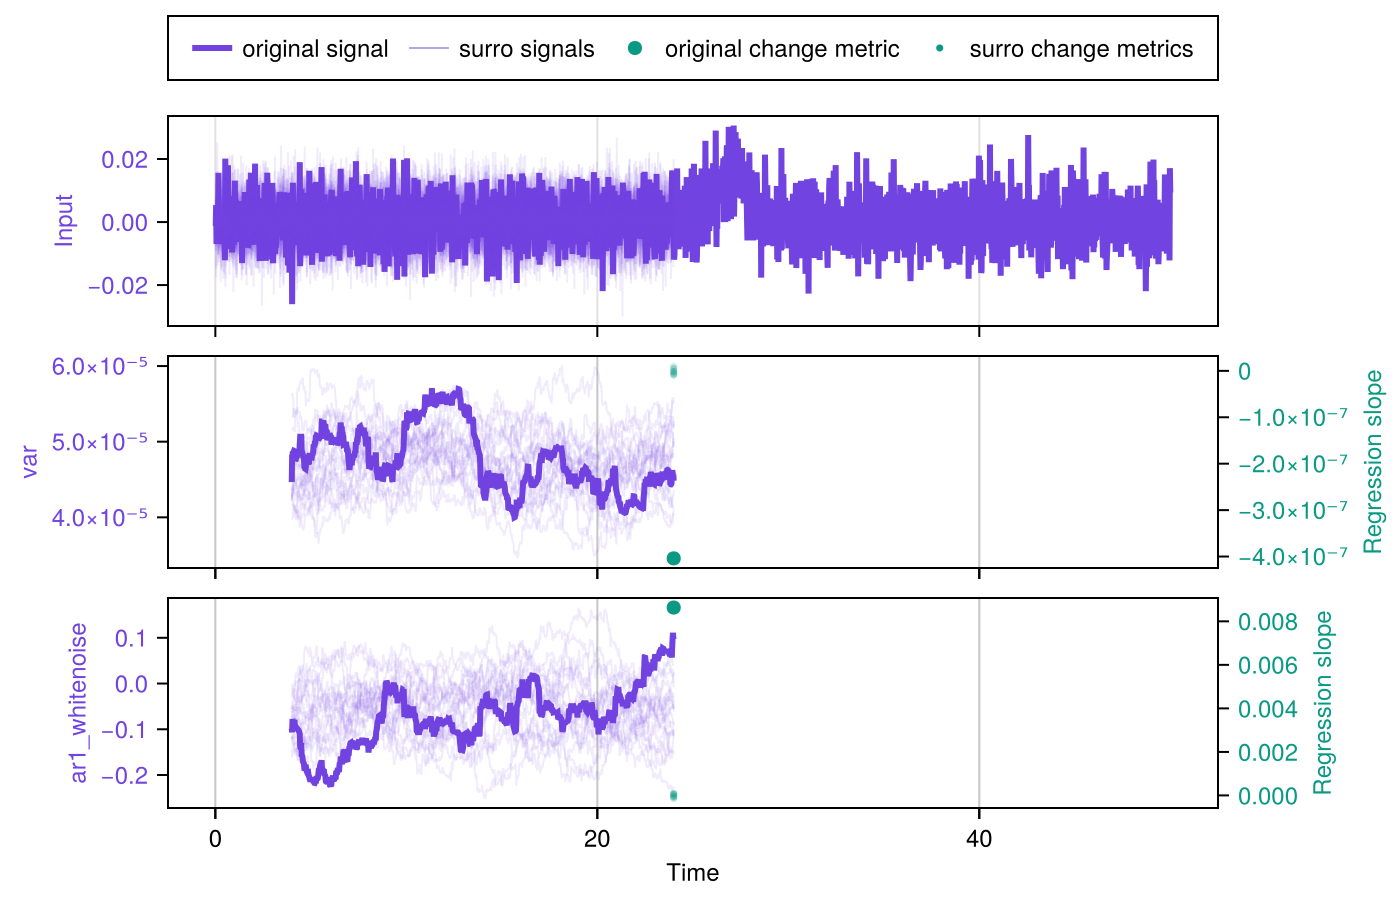 original signal surro signals original change metric surro change metrics
Input
0.02
0.00
−0.02
var
6.0×10⁻⁵
5.0×10⁻⁵
4.0×10⁻⁵
0
−1.0×10⁻⁷
−2.0×10⁻⁷
−3.0×10⁻⁷
−4.0×10⁻⁷
Regression slope
ar1_whitenoise
0.1
0.0
−0.1
−0.2
0.008
0.006
0.004
0.002
0.000
Regression slope
0 20 40
Time